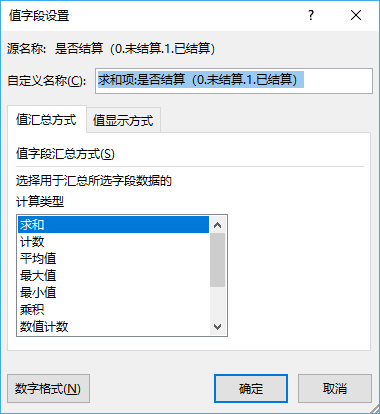 值字段设置
源名称: 是否结算（0.未结算.1.已结算）
自定义名称(C): 求和项:是否结算（0.未结算.1.已结算）
值汇总方式 值显示方式
值字段汇总方式(S)
选择用于汇总所选字段数据的
计算类型
求和
计数
平均值
最大值
最小值
乘积
数值计数
数字格式(N) 确定 取消